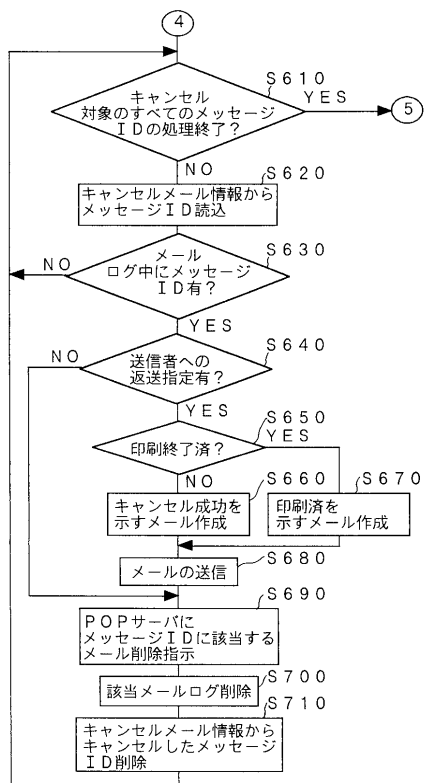 4
S610
キャンセル
対象のすべてのメッセージ
IDの処理終了?
YES
5
NO
S620
キャンセルメール情報から
メッセージID読込
S630
メール
ログ中にメッセージ
ID有?
NO
YES
S640
送信者への
返送指定有?
NO
YES
S650
印刷終了済?
YES
NO
S660
キャンセル成功を
示すメール作成
S670
印刷済を
示すメール作成
S680
メールの送信
S690
POPサーバに
メッセージIDに該当する
メール削除指示
S700
該当メールログ削除
S710
キャンセルメール情報から
キャンセルしたメッセージ
ID削除